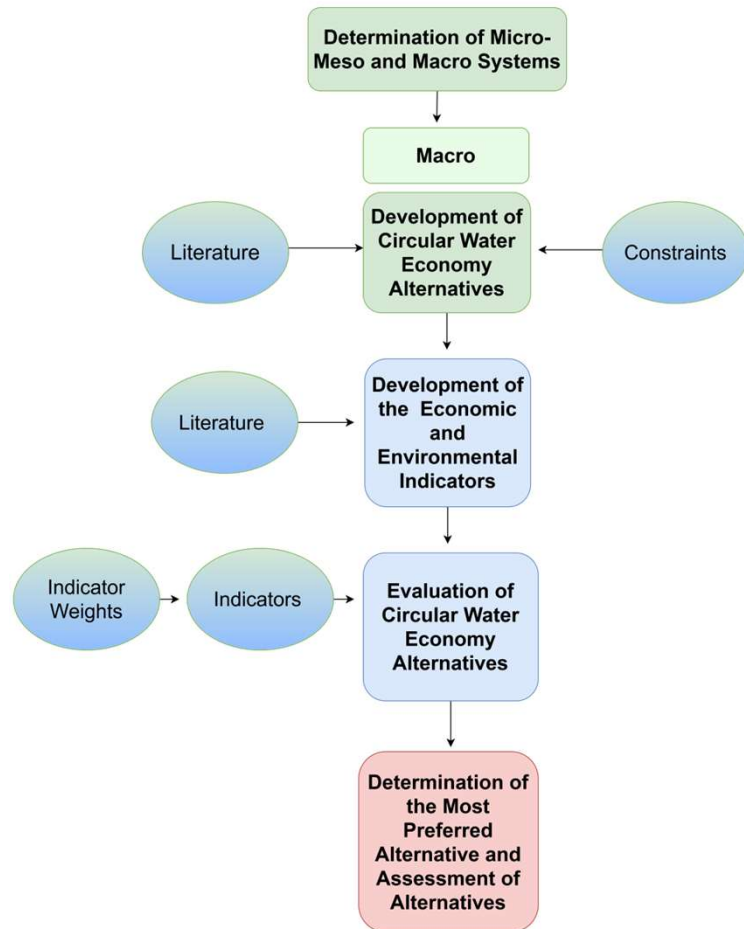 Determination of Micro-
Meso and Macro Systems
Macro
Literature
Development of
Circular Water
Economy
Alternatives
Constraints
Literature
Development of
the Economic
and
Environmental
Indicators
Indicator
Weights
Indicators
Evaluation of
Circular Water
Economy
Alternatives
Determination of
the Most
Preferred
Alternative and
Assessment of
Alternatives